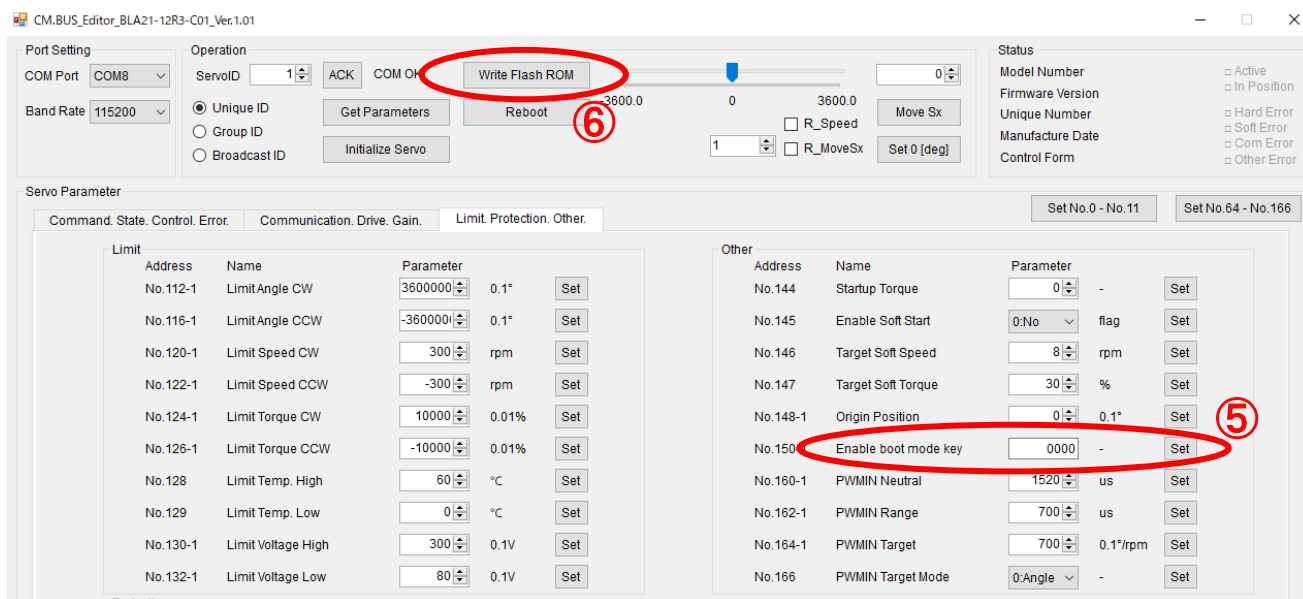 CM.BUS_Editor_BLA21-12R3-C01_Ver.1.01
Port Setting
COM Port COM8
Band Rate 115200
Operation
ServoID 1 ACK COM OK Write Flash ROM
Unique ID Get Parameters Reboot ⑥
Group ID
Broadcast ID Initialize Servo
-3600.0 0 3600.0
0
R_Speed Move Sx
1 R_MoveSx Set 0 [deg]
Status
Model Number □ Active
Firmware Version □ In Position
Unique Number □ Hard Error
Manufacture Date □ Soft Error
□ Com Error
Control Form □ Other Error
Servo Parameter
Set No.0 - No.11 Set No.64 - No.166
Command. State. Control. Error. Communication. Drive. Gain. Limit. Protection. Other.
Limit
Address Name Parameter
No.112-1 Limit Angle CW 3600000 0.1° Set
No.116-1 Limit Angle CCW -360000 0.1° Set
No.120-1 Limit Speed CW 300 rpm Set
No.122-1 Limit Speed CCW -300 rpm Set
No.124-1 Limit Torque CW 10000 0.01% Set
No.126-1 Limit Torque CCW -10000 0.01% Set
No.128 Limit Temp. High 60 °C Set
No.129 Limit Temp. Low 0 °C Set
No.130-1 Limit Voltage High 300 0.1V Set
No.132-1 Limit Voltage Low 80 0.1V Set
Other
Address Name Parameter
No.144 Startup Torque 0 - Set
No.145 Enable Soft Start 0:No flag Set
No.146 Target Soft Speed 8 rpm Set
No.147 Target Soft Torque 30 % Set
No.148-1 Origin Position 0 0.1° Set ⑤
No.150 Enable boot mode key 0000 - Set
No.160-1 PWMIN Neutral 1520 us Set
No.162-1 PWMIN Range 700 us Set
No.164-1 PWMIN Target 700 0.1°/rpm Set
No.166 PWMIN Target Mode 0:Angle - Set